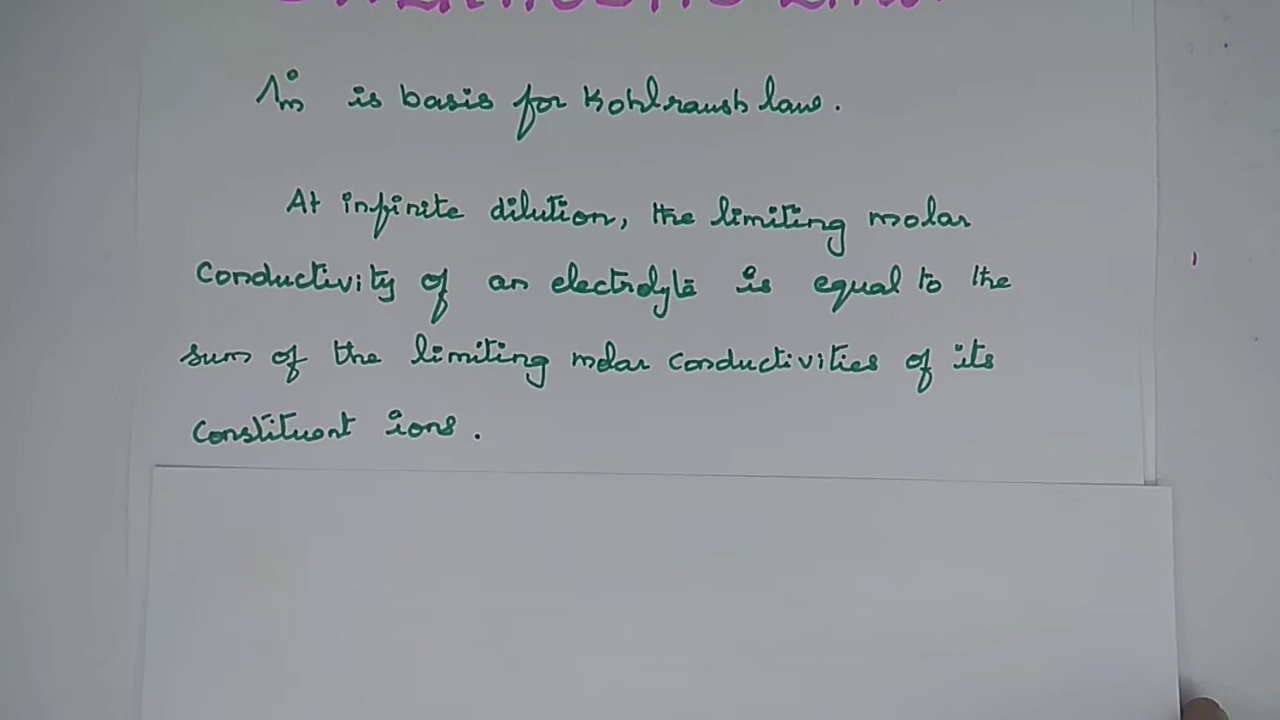 Λ°m is basis for Kohlraush law.
At infinite dilution, the limiting molar
conductivity of an electrolyte is equal to the
sum of the limiting molar conductivities of its
constituent ions.